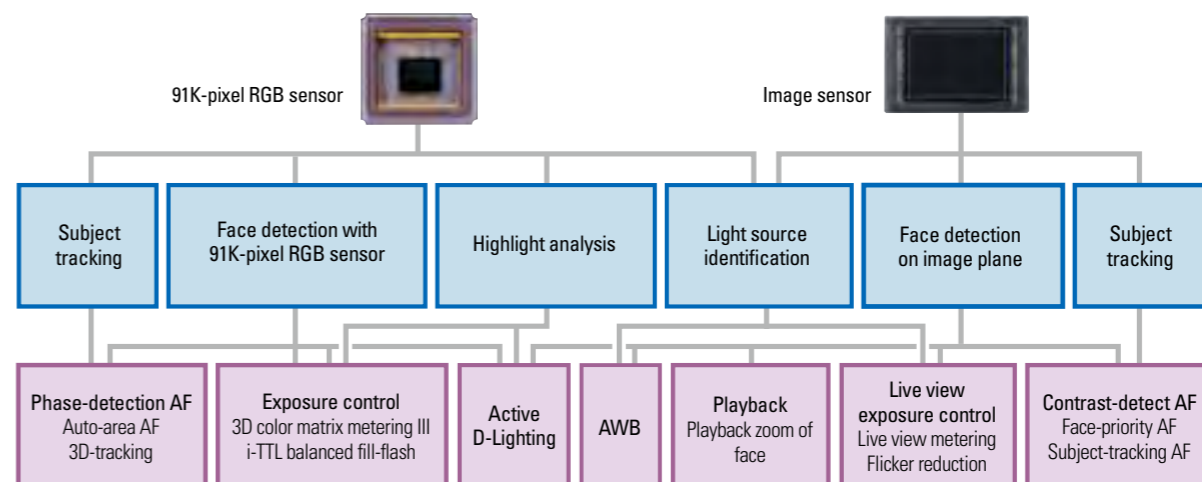 91K-pixel RGB sensor
Image sensor
Subject
tracking
Face detection with
91K-pixel RGB sensor
Highlight analysis
Light source
identification
Face detection
on image plane
Subject
tracking
Phase-detection AF
Auto-area AF
3D-tracking
Exposure control
3D color matrix metering III
i-TTL balanced fill-flash
Active
D-Lighting
AWB
Playback
Playback zoom of
face
Live view
exposure control
Live view metering
Flicker reduction
Contrast-detect AF
Face-priority AF
Subject-tracking AF